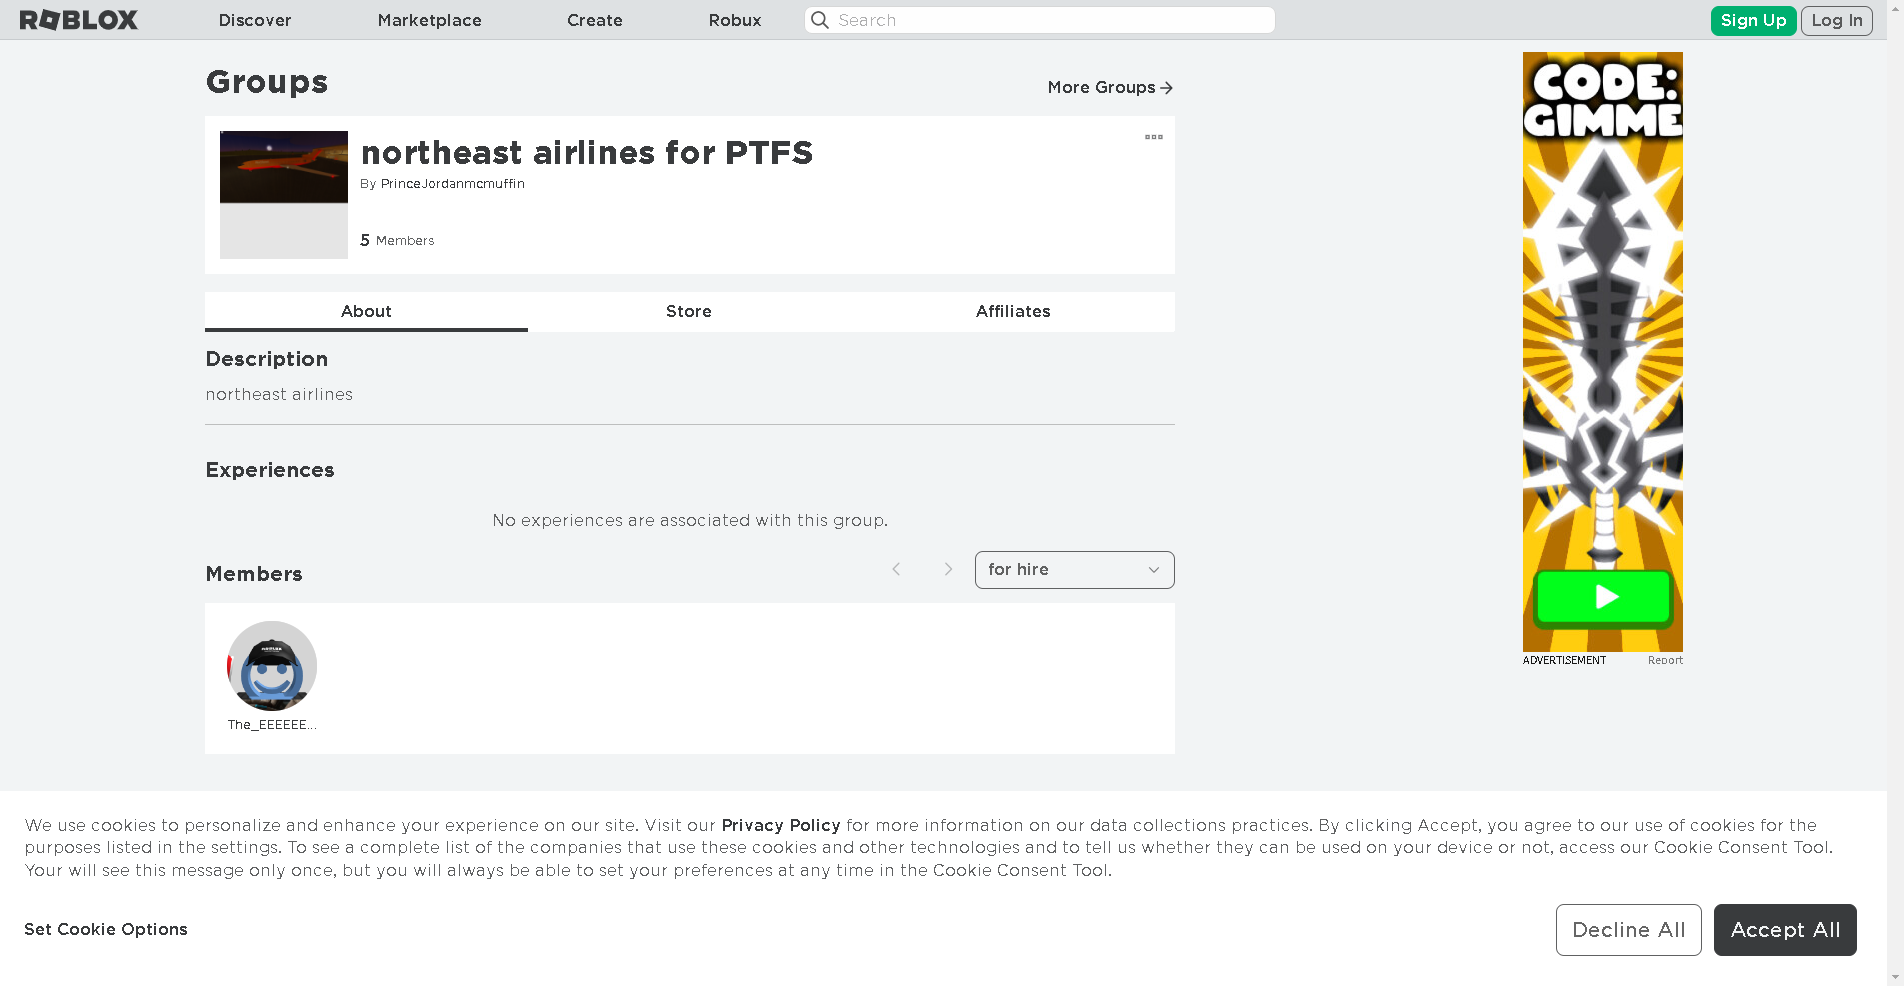 ROBLOX
Discover
Marketplace
Create
Robux
Search
Sign Up
Log In
Groups
More Groups
northeast airlines for PTFS
By PrinceJordanmcmuffin
5 Members
About
Store
Affiliates
Description
northeast airlines
Experiences
No experiences are associated with this group.
Members
for hire
The_EEEEEE...
CODE:
GIMME
ADVERTISEMENT
Report
We use cookies to personalize and enhance your experience on our site. Visit our Privacy Policy for more information on our data collections practices. By clicking Accept, you agree to our use of cookies for the
purposes listed in the settings. To see a complete list of the companies that use these cookies and other technologies and to tell us whether they can be used on your device or not, access our Cookie Consent Tool.
Your will see this message only once, but you will always be able to set your preferences at any time in the Cookie Consent Tool.
Set Cookie Options
Decline All
Accept All